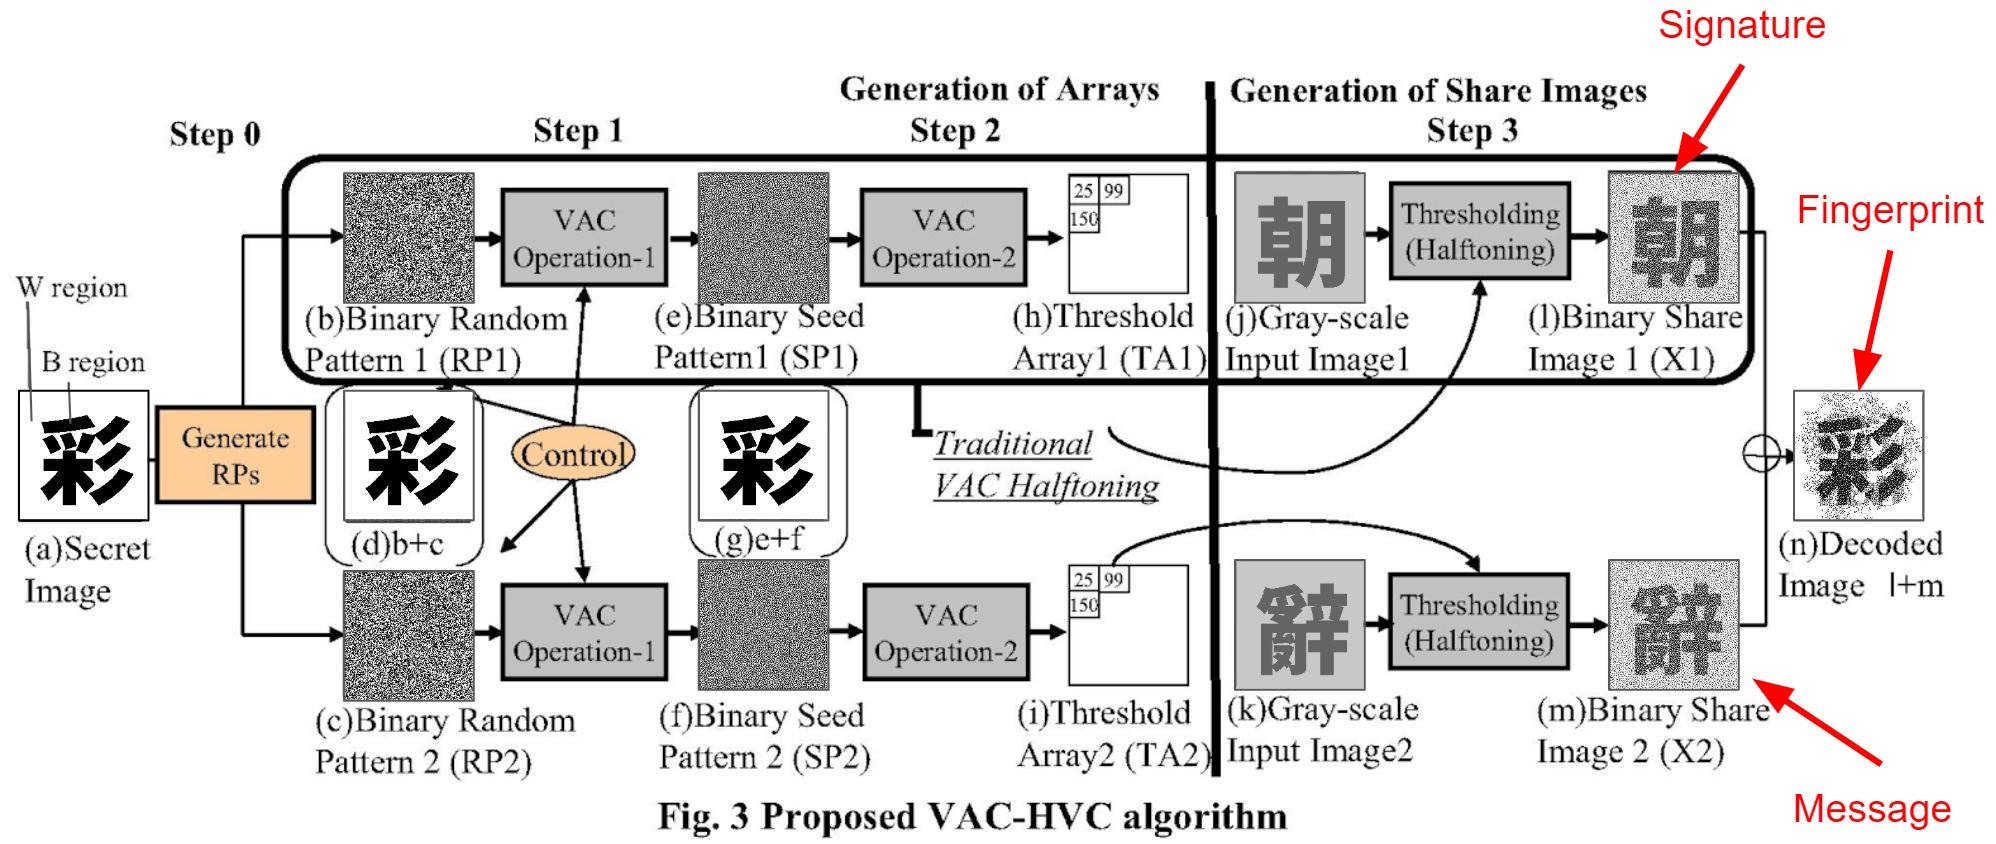 Signature
Generation of Arrays
Generation of Share Images
Step 0
Step 1
Step 2
Step 3
Fingerprint
W region
B region
VAC
Operation-1
VAC
Operation-2
25 99
150
朝
Thresholding
(Halftoning)
朝
(b)Binary Random
Pattern 1 (RP1)
(e)Binary Seed
Pattern1 (SP1)
(h)Threshold
Array1 (TA1)
(j)Gray-scale
Input Image1
(l)Binary Share
Image 1 (X1)
彩
Generate
RPs
彩
(d)b+c
Control
彩
(g)e+f
Traditional
VAC Halftoning
彩
(a)Secret
Image
(n)Decoded
Image l+m
VAC
Operation-1
VAC
Operation-2
25 99
150
辭
Thresholding
(Halftoning)
辭
(c)Binary Random
Pattern 2 (RP2)
(f)Binary Seed
Pattern 2 (SP2)
(i)Threshold
Array2 (TA2)
(k)Gray-scale
Input Image2
(m)Binary Share
Image 2 (X2)
Message
Fig. 3 Proposed VAC-HVC algorithm